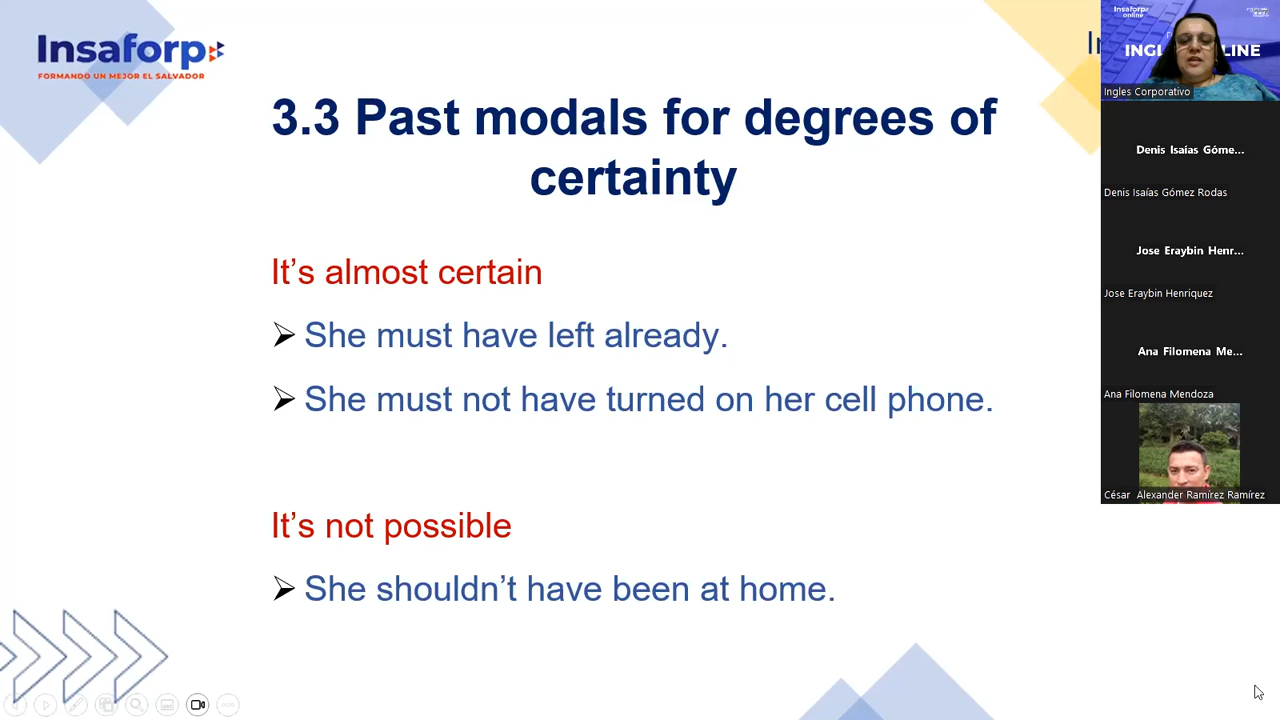 Insaforp
FORMANDO UN MEJOR EL SALVADOR
3.3 Past modals for degrees of
certainty
It’s almost certain
She must have left already.
She must not have turned on her cell phone.
It’s not possible
She shouldn’t have been at home.
Insaforp
online
Ingles Corporativo
Denis Isaías Góme...
Denis Isaías Gómez Rodas
Jose Eraybin Henr...
Jose Eraybin Henriquez
Ana Filomena Me...
Ana Filomena Mendoza
César Alexander Ramírez Ramírez